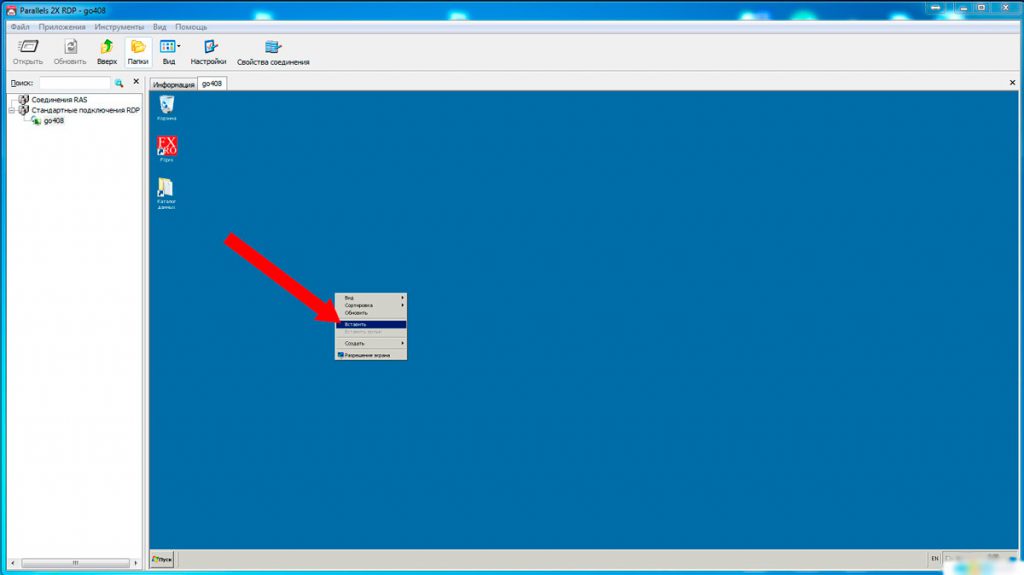 Parallels 2X RDP - go408
Файл Приложения Инструменты Вид Помощь
Открыть Обновить Вверх Папки Вид Настройки Свойства соединения
Поиск:
Соединения RAS
Стандартные подключения RDP
go408
Информация go408
Корзина
EX
RO
Каталог
данных
Вид
Сортировка
Обновить
Вставить
Вставить ярлык
Создать
Разрешение экрана
Пуск
EN